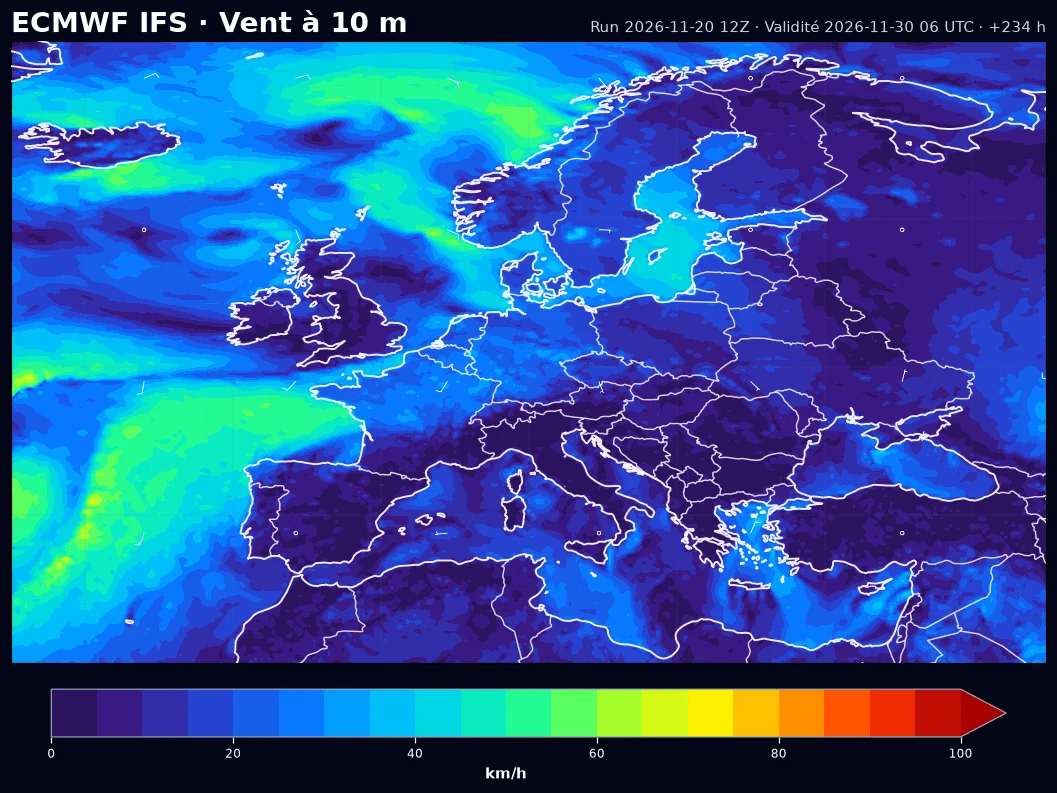 ECMWF IFS · Vent à 10 m
Run 2026-11-20 12Z · Validité 2026-11-30 06 UTC · +234 h
0 20 40 60 80 100
km/h